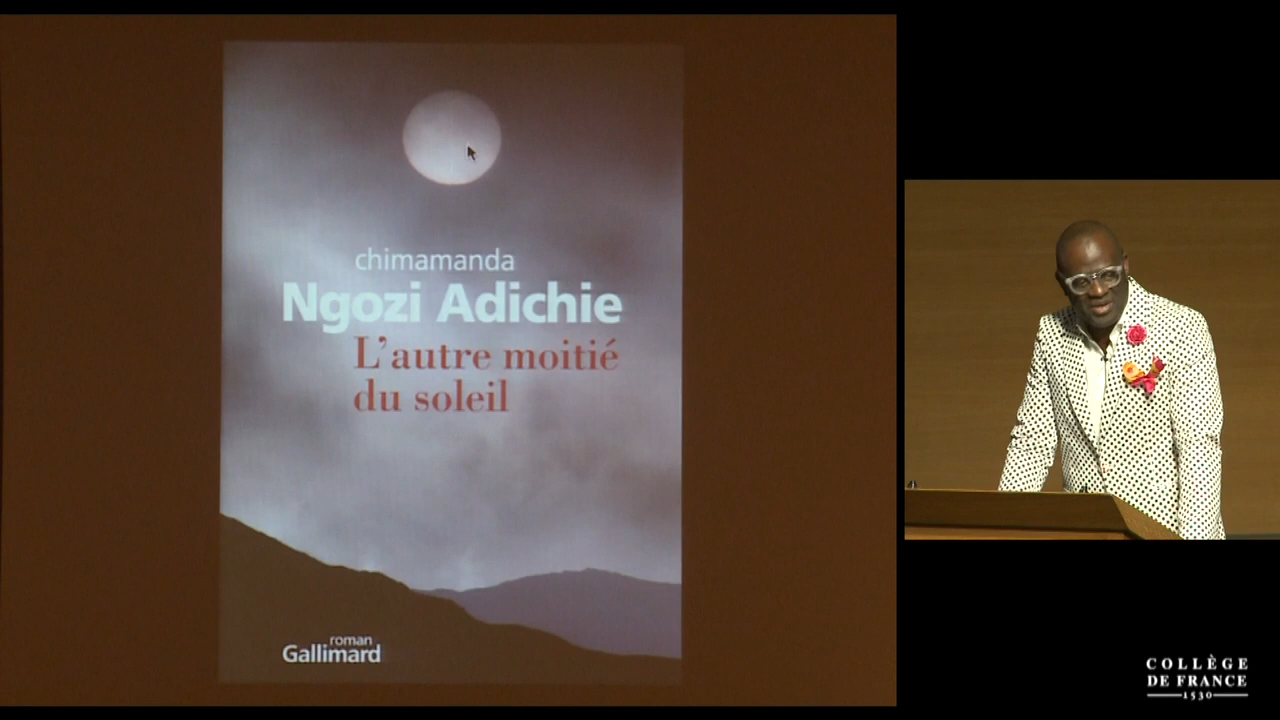 chimamanda
Ngozi Adichie
L'autre moitié
du soleil
roman
Gallimard
COLLÈGE
DE FRANCE
1530